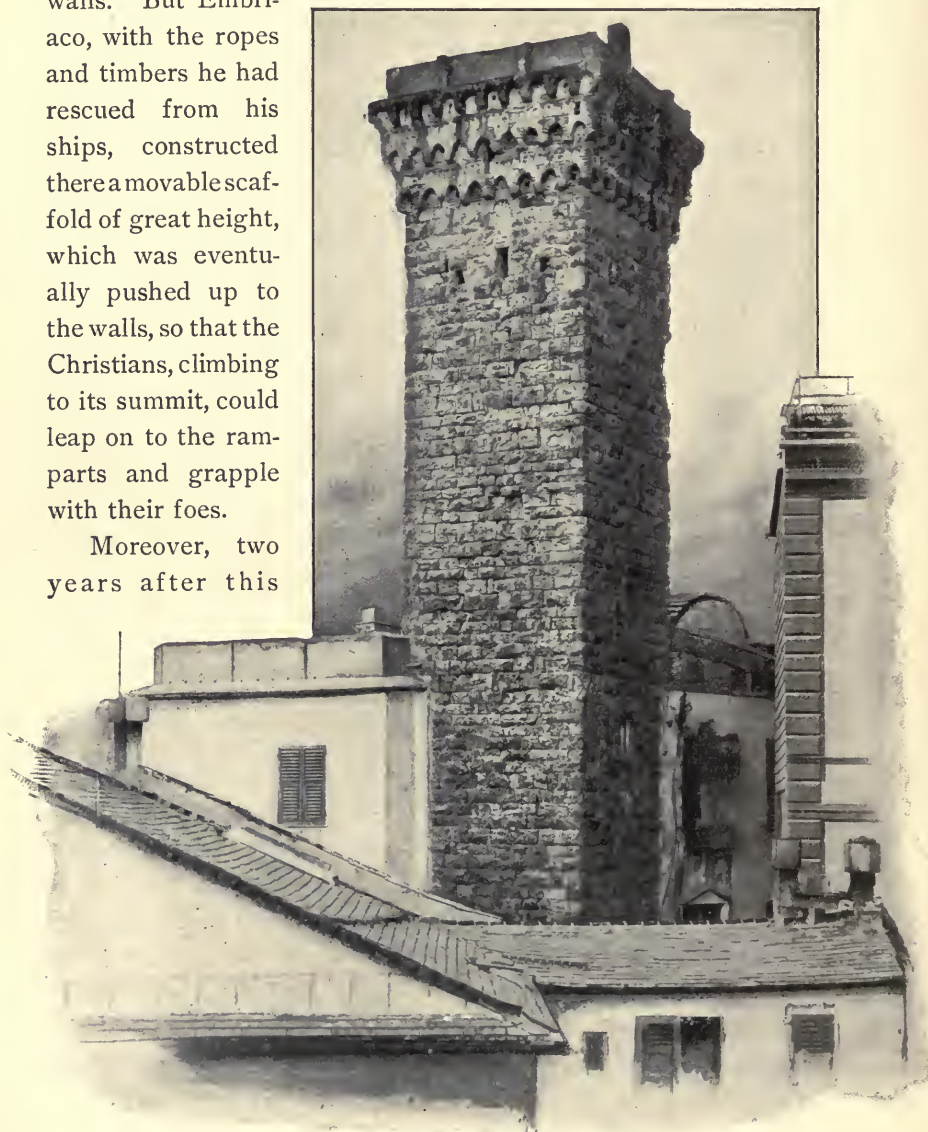 walls. But Embri-
aco, with the ropes
and timbers he had
rescued from his
ships, constructed
there a movable scaf-
fold of great height,
which was eventu-
ally pushed up to
the walls, so that the
Christians, climbing
to its summit, could
leap on to the ram-
parts and grapple
with their foes.
Moreover, two
years after this